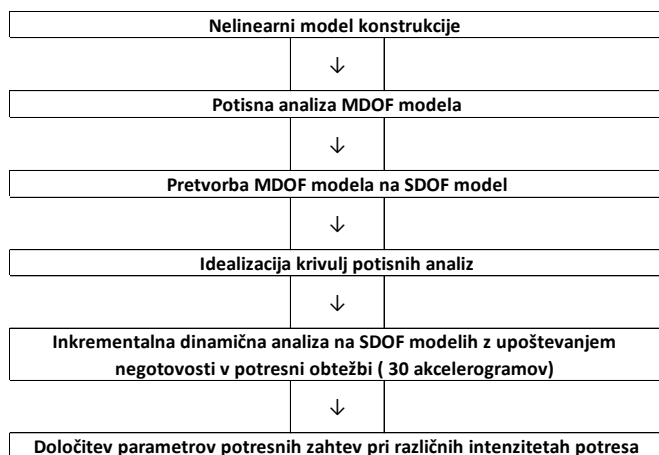 Nelinearni model konstrukcije
↓
Potisna analiza MDOF modela
↓
Pretvorba MDOF modela na SDOF model
↓
Idealizacija krivulj potisnih analiz
↓
Inkrementalna dinamična analiza na SDOF modelih z upoštevanjem
negotovosti v potresni obtežbi ( 30 akcelerogramov)
↓
Določitev parametrov potresnih zahtev pri različnih intenzitetah potresa